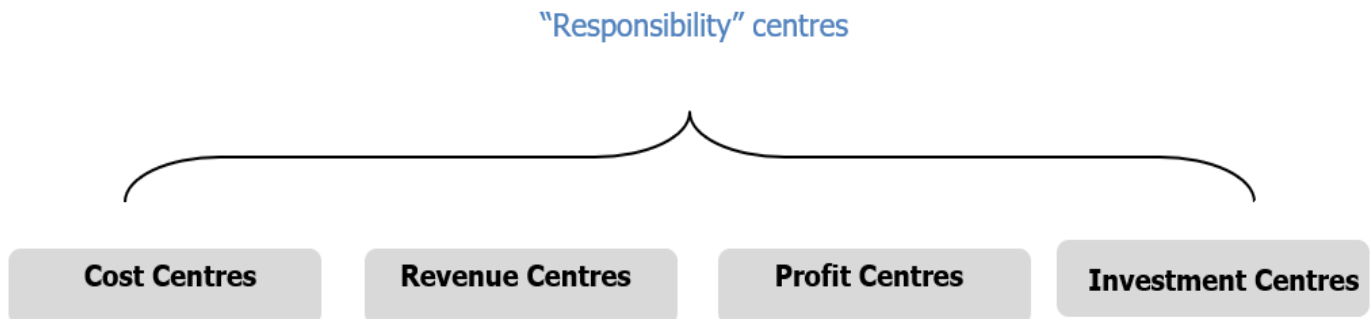 “Responsibility” centres
Cost Centres
Revenue Centres
Profit Centres
Investment Centres